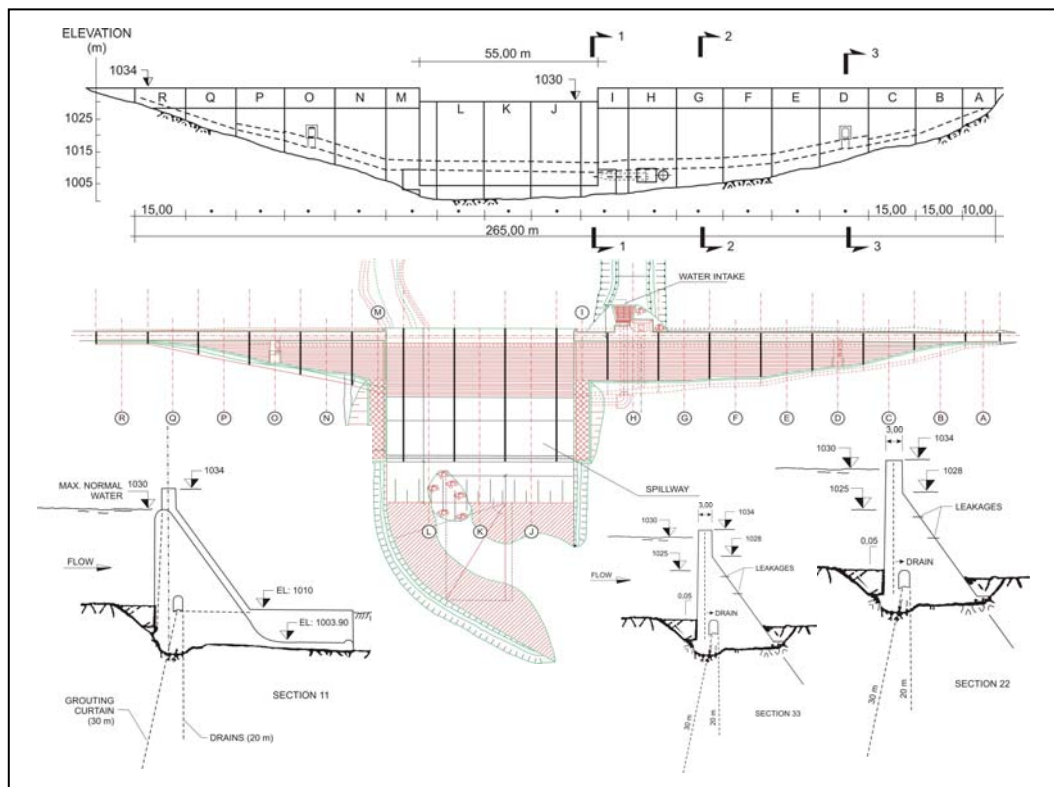 ELEVATION
(m)
1034
55,00 m
1030
1
2
3
R Q P O N M L K J I H G F E D C B A
1025
1015
1005
15,00
15,00 15,00 10,00
265,00 m
1
2
3
WATER INTAKE
M
I
R Q P O N
H G F E D C B A
SPILLWAY
L K J
1034
MAX. NORMAL
WATER
1030
FLOW
EL: 1010
EL: 1003.90
SECTION 11
GROUTING
CURTAIN
(30 m)
DRAINS (20 m)
3,00
1030
1034
1025
1028
LEAKAGES
FLOW
0,05
DRAIN
30 m
20 m
SECTION 33
3,00
1030
1034
1028
1025
LEAKAGES
0,05
DRAIN
30 m
20 m
SECTION 22